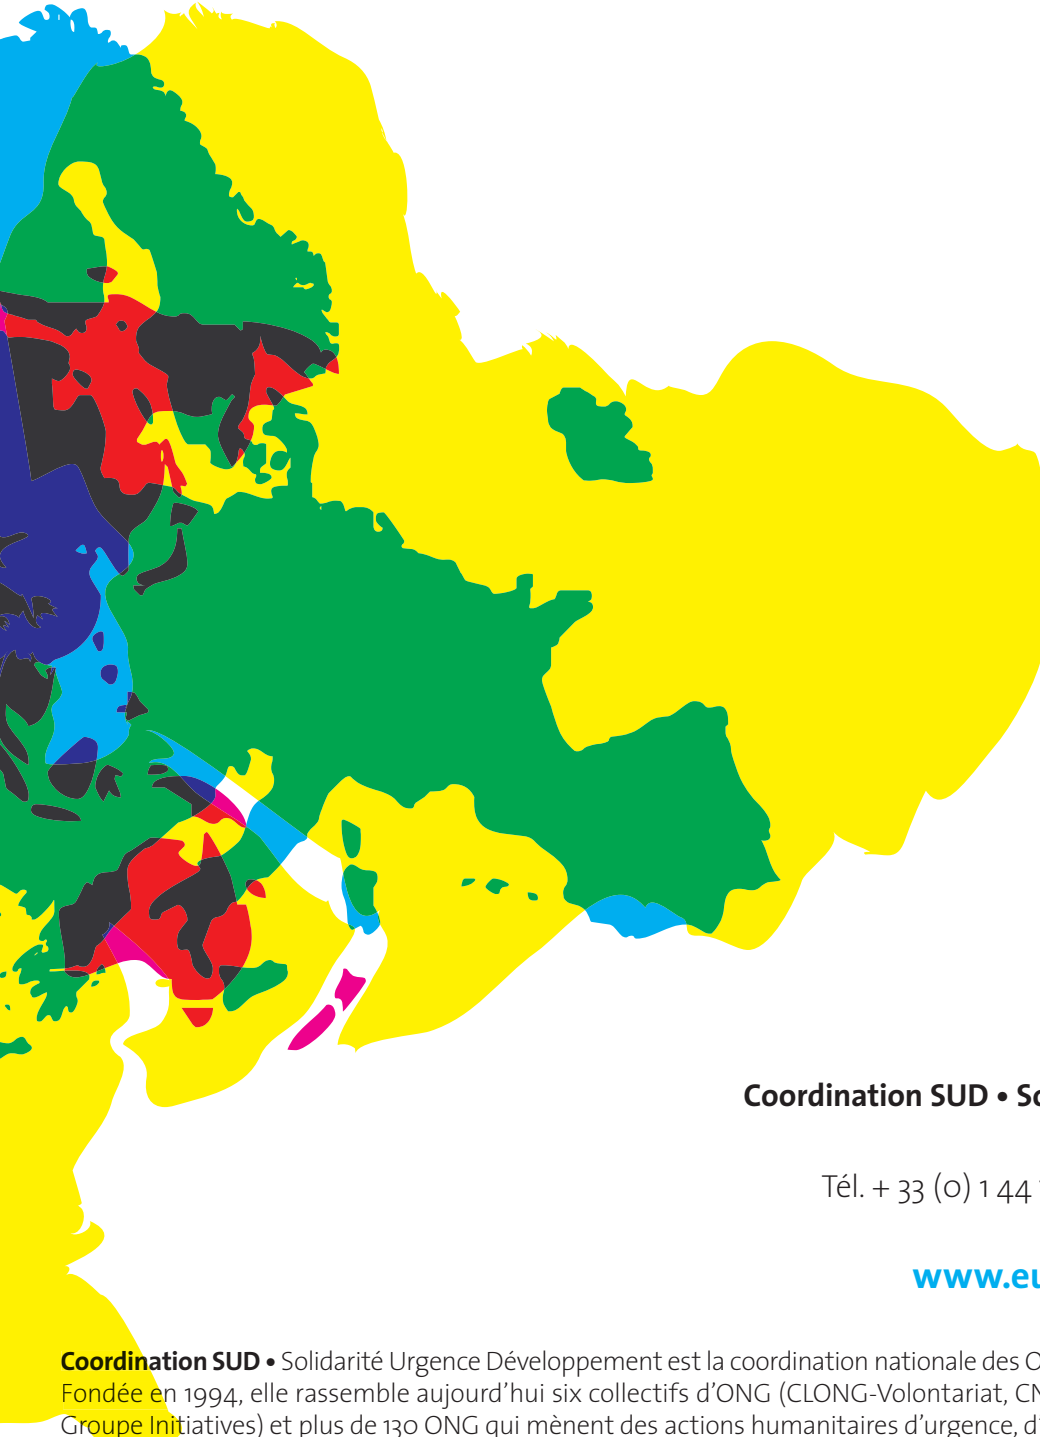 Coordination SUD • So
Tél. + 33 (0) 1 44
www.eu
Coordination SUD • Solidarité Urgence Développement est la coordination nationale des O
Fondée en 1994, elle rassemble aujourd’hui six collectifs d’ONG (CLONG-Volontariat, CN
Groupe Initiatives) et plus de 130 ONG qui mènent des actions humanitaires d’urgence, d’